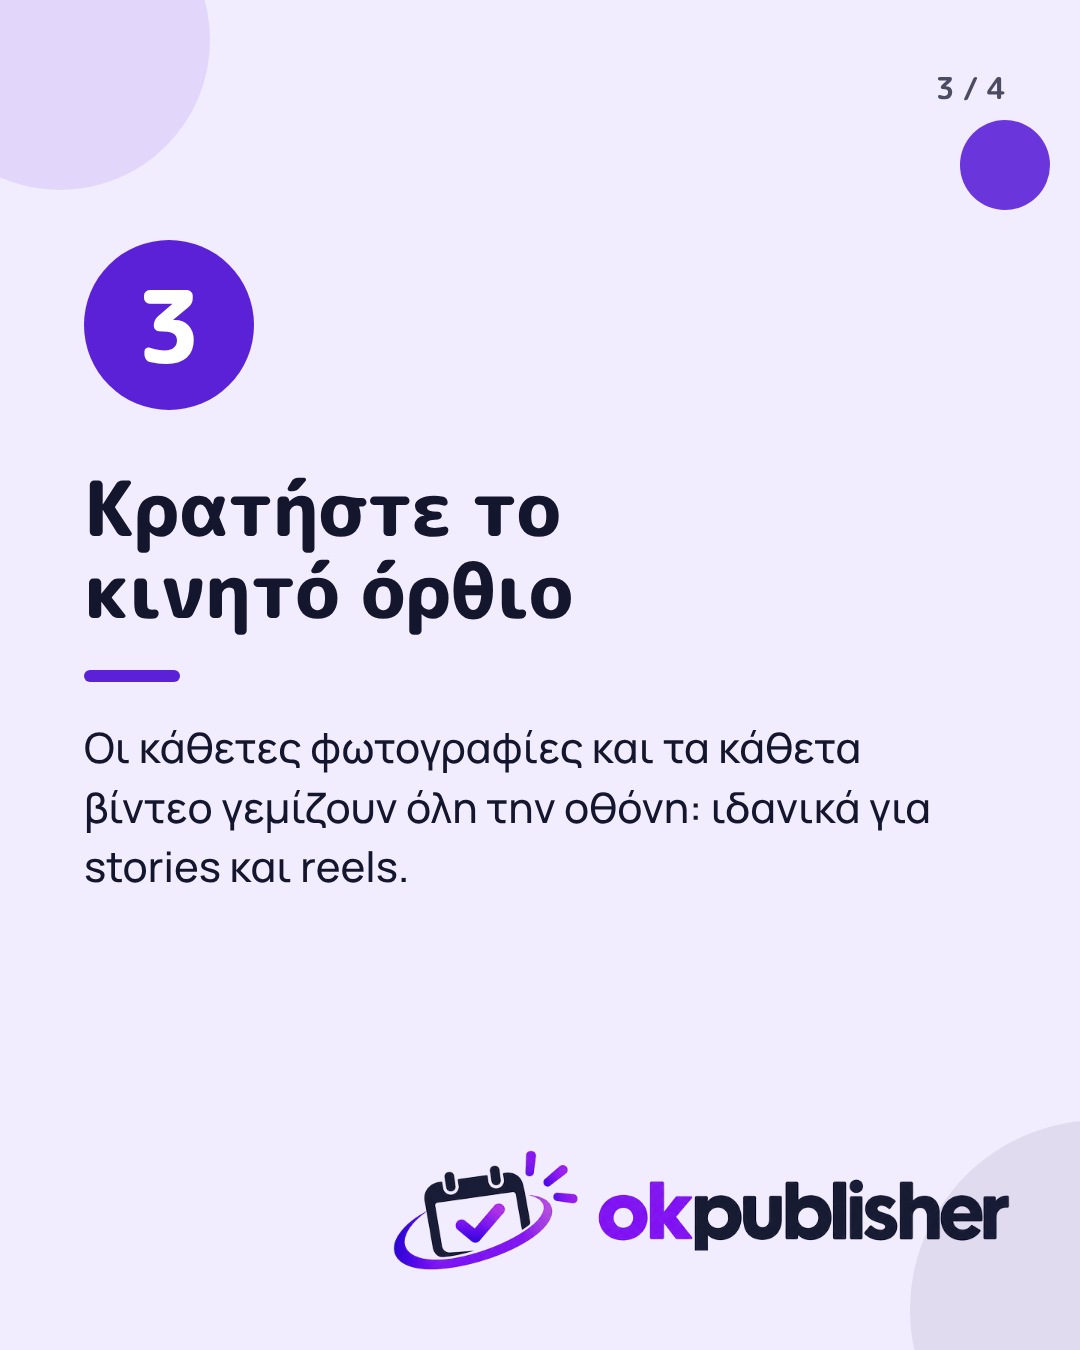 3 / 4
3
Κρατήστε το
κινητό όρθιο
Οι κάθετες φωτογραφίες και τα κάθετα
βίντεο γεμίζουν όλη την οθόνη: ιδανικά για
stories και reels.
okpublisher